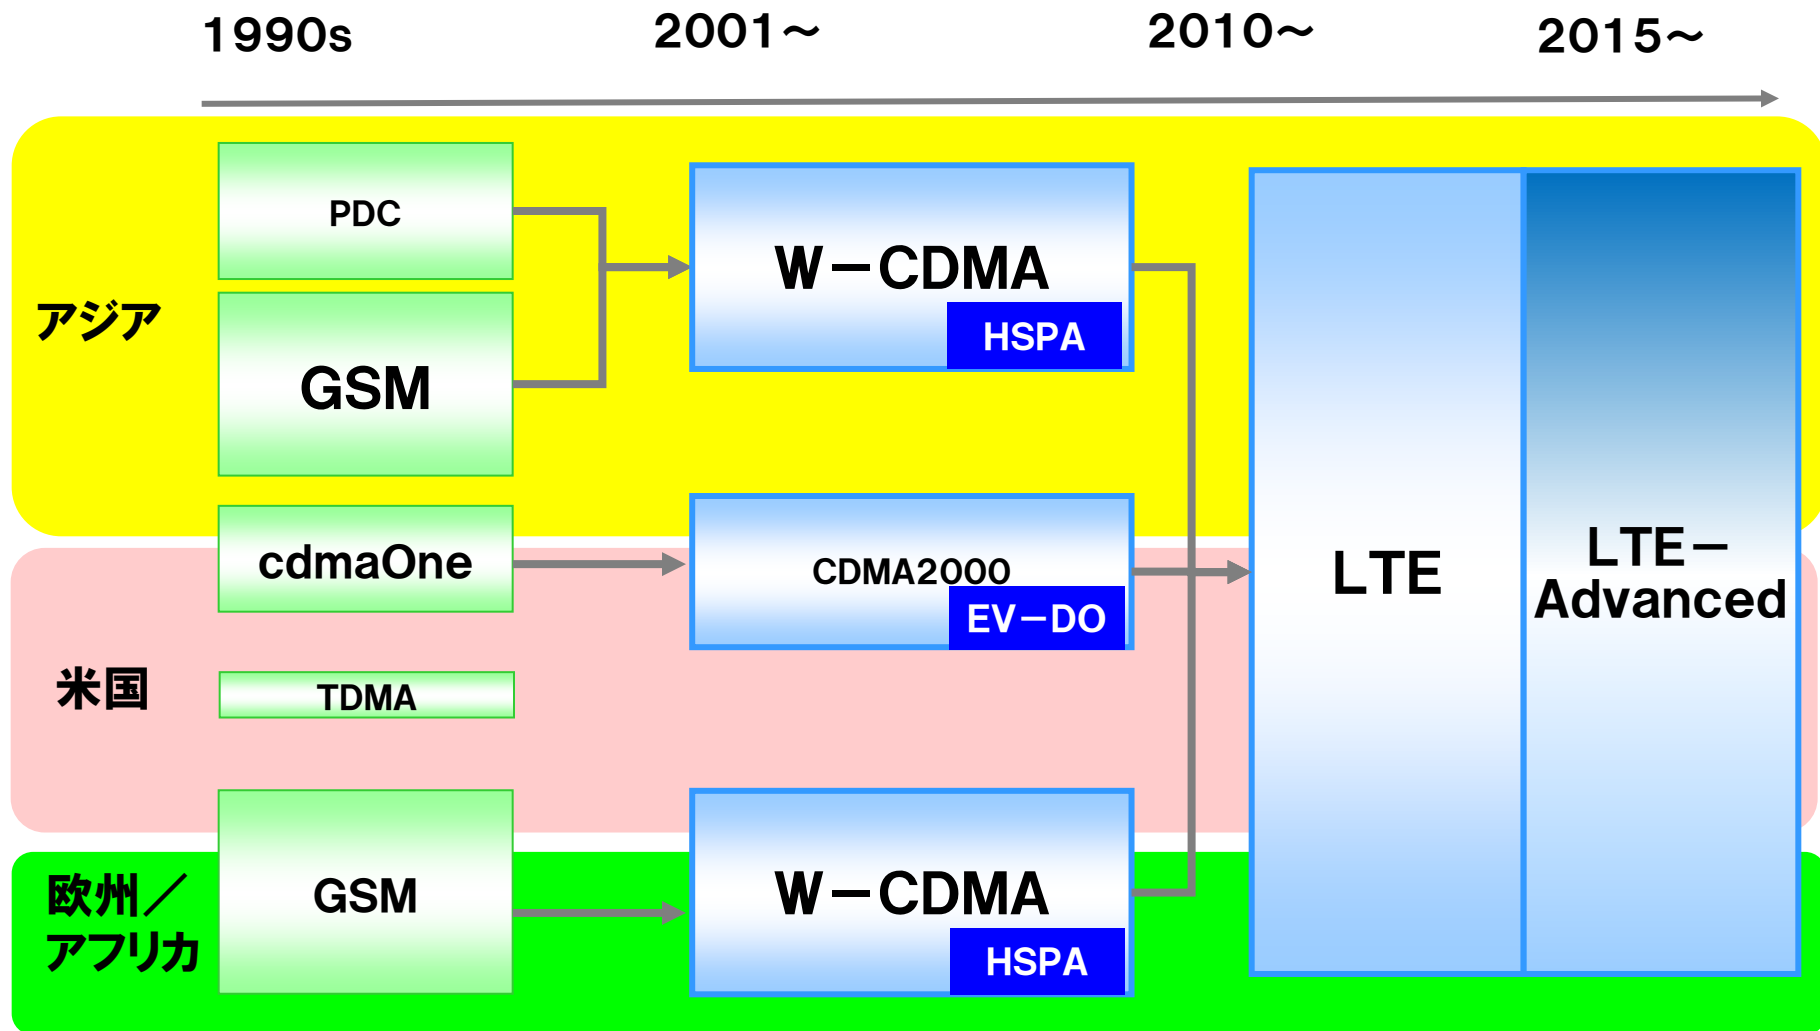 1990s
2001～
2010～
2015～
アジア
PDC
GSM
W－CDMA
HSPA
cdmaOne
CDMA2000
EV－DO
米国
TDMA
欧州／
アフリカ
GSM
W－CDMA
HSPA
LTE
LTE－
Advanced